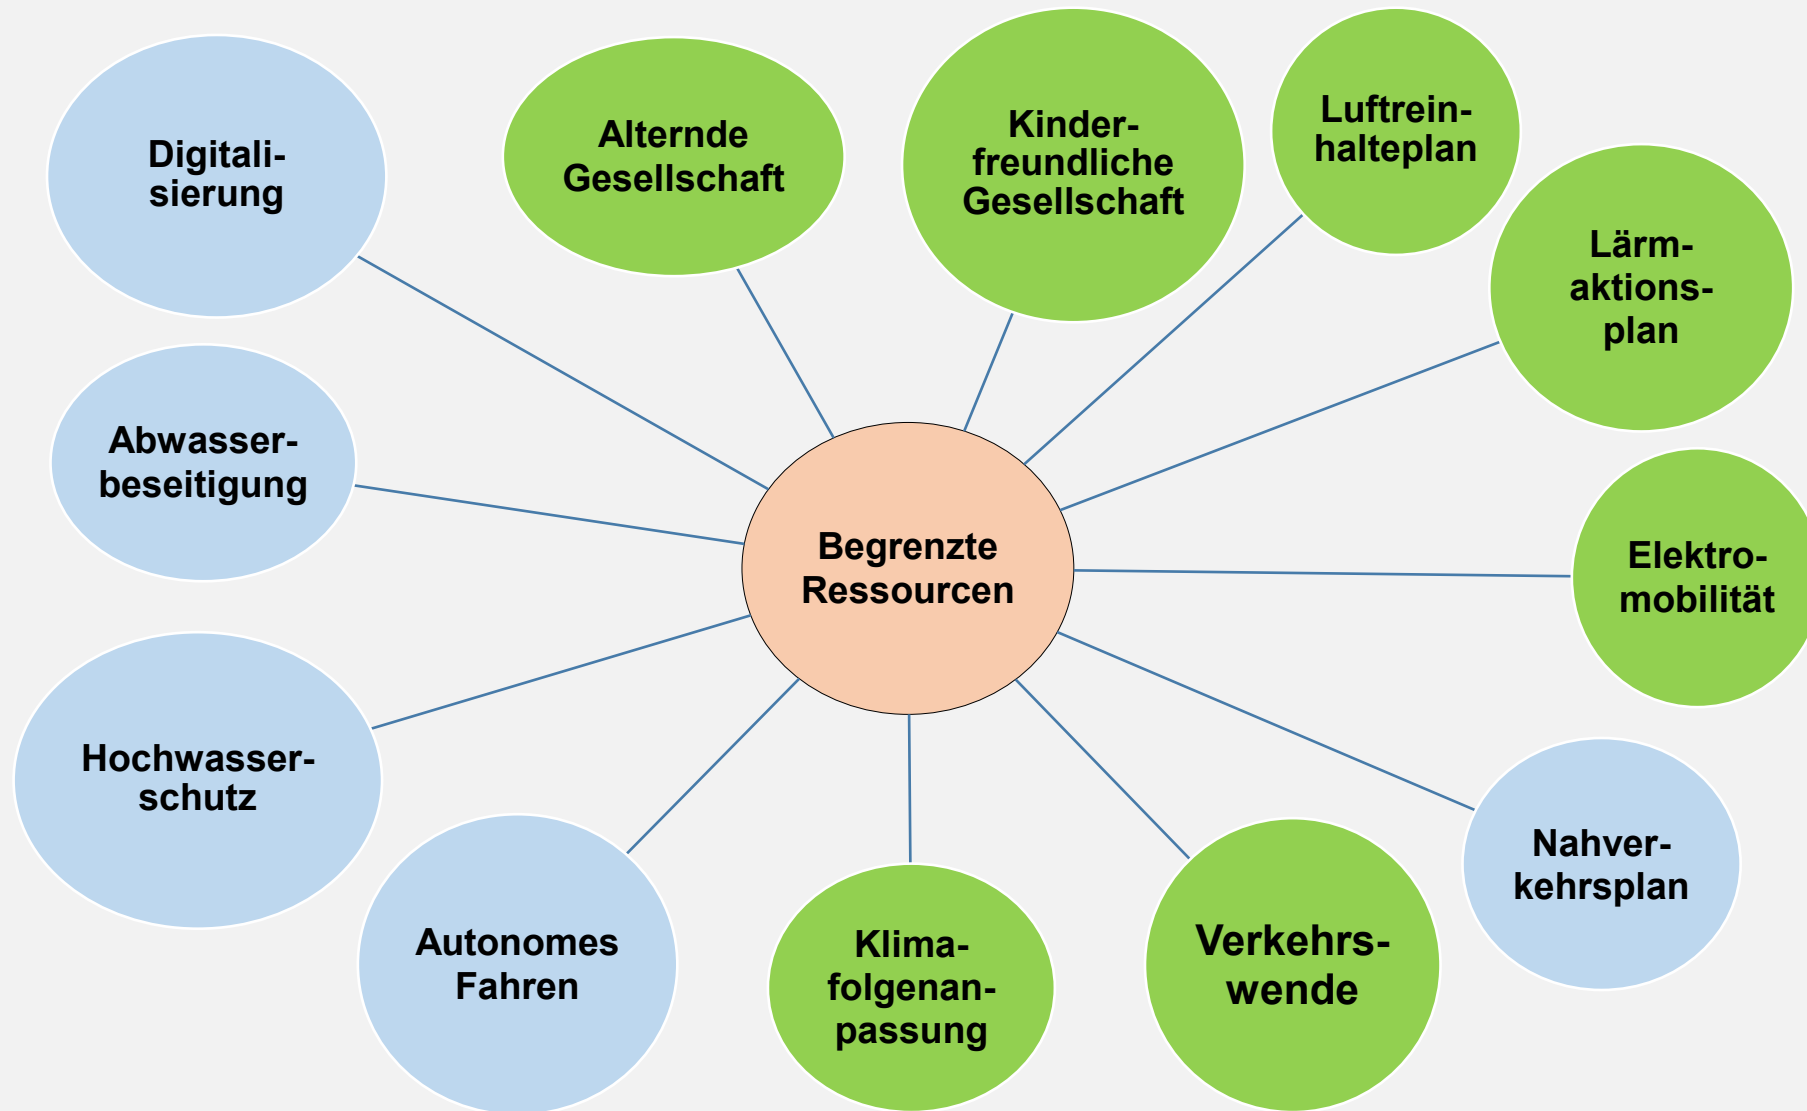 Digitali-
sierung
Alternde
Gesellschaft
Kinder-
freundliche
Gesellschaft
Luftrein-
halteplan
Lärm-
aktions-
plan
Abwasser-
beseitigung
Begrenzte
Ressourcen
Elektro-
mobilität
Hochwasser-
schutz
Nahver-
kehrsplan
Autonomes
Fahren
Klima-
folgenan-
passung
Verkehrs-
wende